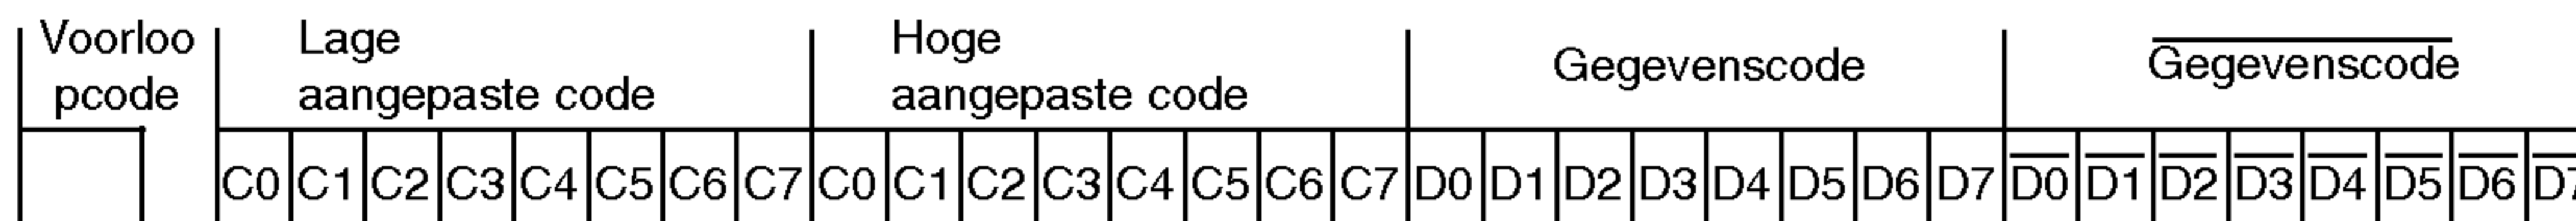 Voorloo
pcode
Lage
aangepaste code
Hoge
aangepaste code
Gegevenscode
Gegevenscode
C0 C1 C2 C3 C4 C5 C6 C7 C0 C1 C2 C3 C4 C5 C6 C7 D0 D1 D2 D3 D4 D5 D6 D7 D0 D1 D2 D3 D4 D5 D6 D7